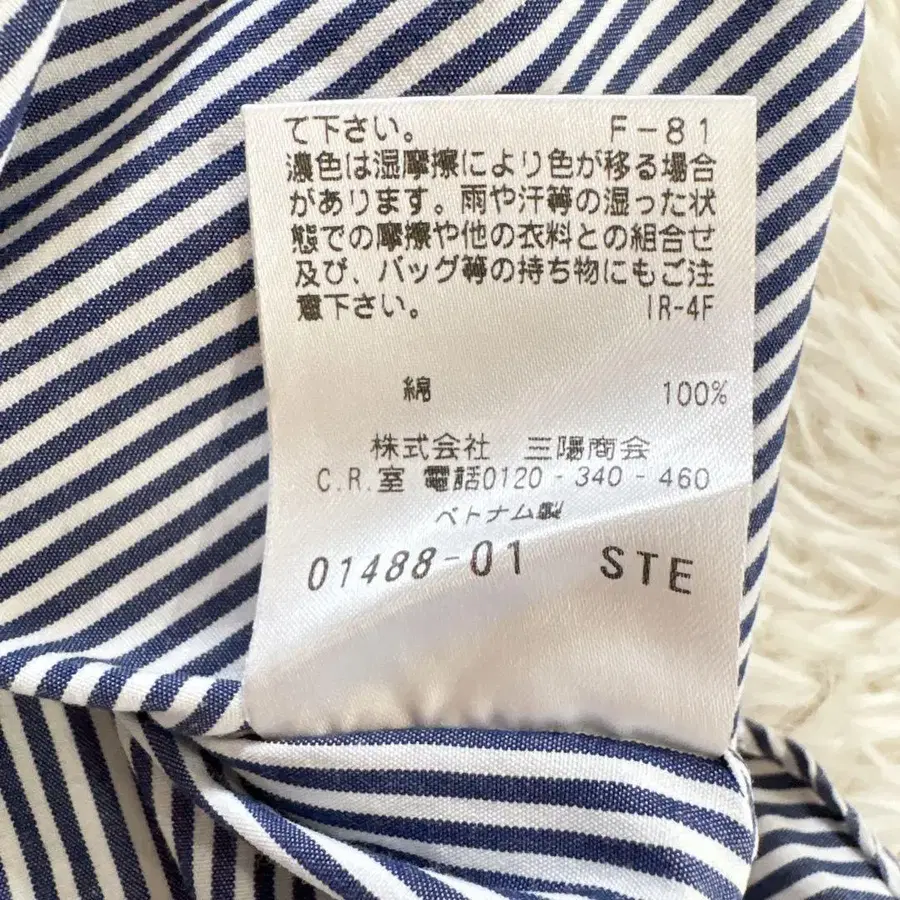 て下さい。 F-81
濃色は湿摩擦により色が移る場合
があります。雨や汗等の湿った状
態での摩擦や他の衣料との組合せ
及び、バッグ等の持ち物にもご注
意下さい。 IR-4F
綿 100%
株式会社 三陽商会
C.R.室 電話0120-340-460
ベトナム製
01488-01 STE